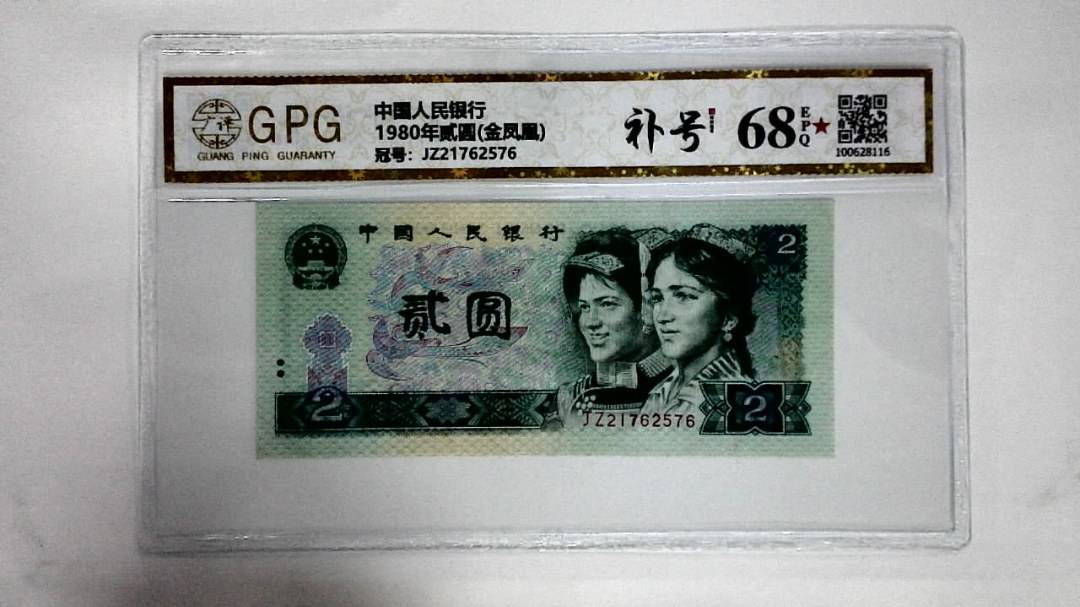 GPG
GUANG PING GUARANTY
中国人民银行
1980年贰圆(金凤凰)
冠号：JZ21762576
补号
68
EPQ
100628116
中国人民银行
贰圆
2
2
JZ21762576
2